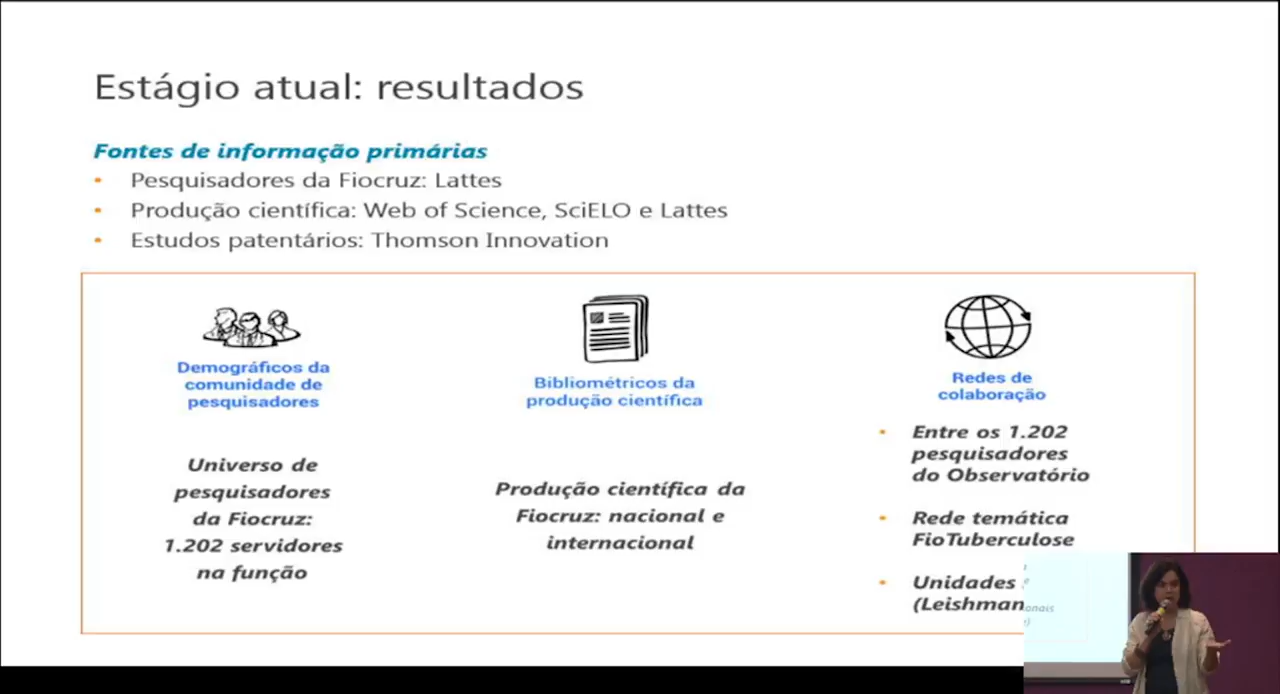 Estágio atual: resultados
Fontes de informação primárias
• Pesquisadores da Fiocruz: Lattes
• Produção científica: Web of Science, SciELO e Lattes
• Estudos patentários: Thomson Innovation
Demográficos da
comunidade de
pesquisadores
Universo de
pesquisadores
da Fiocruz:
1.202 servidores
na função
Bibliométricos da
produção científica
Produção científica da
Fiocruz: nacional e
internacional
Redes de
colaboração
• Entre os 1.202
pesquisadores
do Observatório
• Rede temática
FioTuberculose
• Unidades
(Leishman